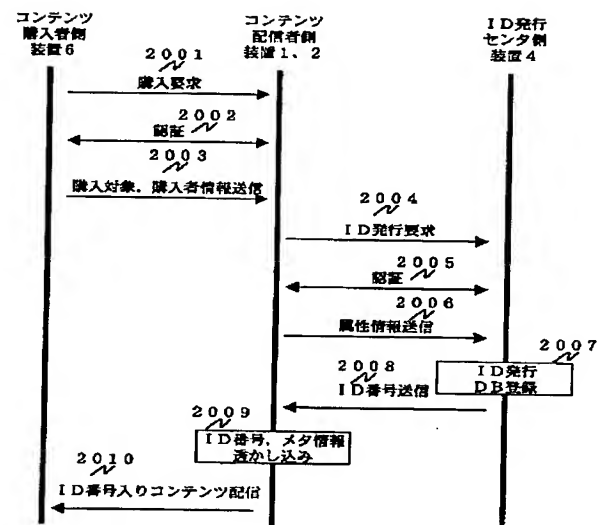 コンテンツ
購入者側
装置6
コンテンツ
配信者側
装置1、2
ID発行
センタ側
装置4
2001
購入要求
2002
認証
2003
購入対象,購入者情報送信
2004
ID発行要求
2005
認証
2006
属性情報送信
2007
ID発行
DB登録
2008
ID番号送信
2009
ID番号,メタ情報
透かし込み
2010
ID番号入りコンテンツ配信